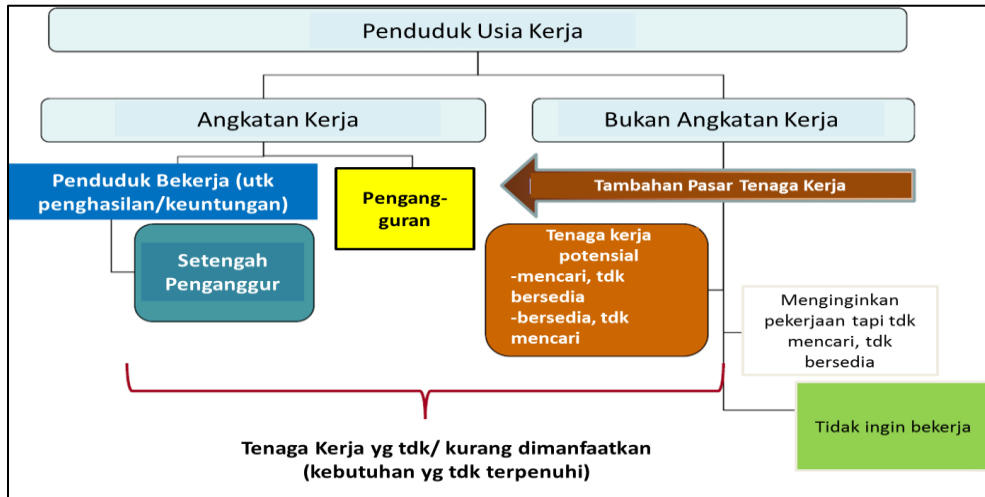 Penduduk Usia Kerja
Angkatan Kerja
Bukan Angkatan Kerja
Penduduk Bekerja (utk
penghasilan/keuntungan)
Pengang-
guran
Tambahan Pasar Tenaga Kerja
Setengah
Penganggur
Tenaga kerja
potensial
-mencari, tdk
bersedia
-bersedia, tdk
mencari
Menginginkan
pekerjaan tapi tdk
mencari, tdk
bersedia
Tidak ingin bekerja
Tenaga Kerja yg tdk/ kurang dimanfaatkan
(kebutuhan yg tdk terpenuhi)